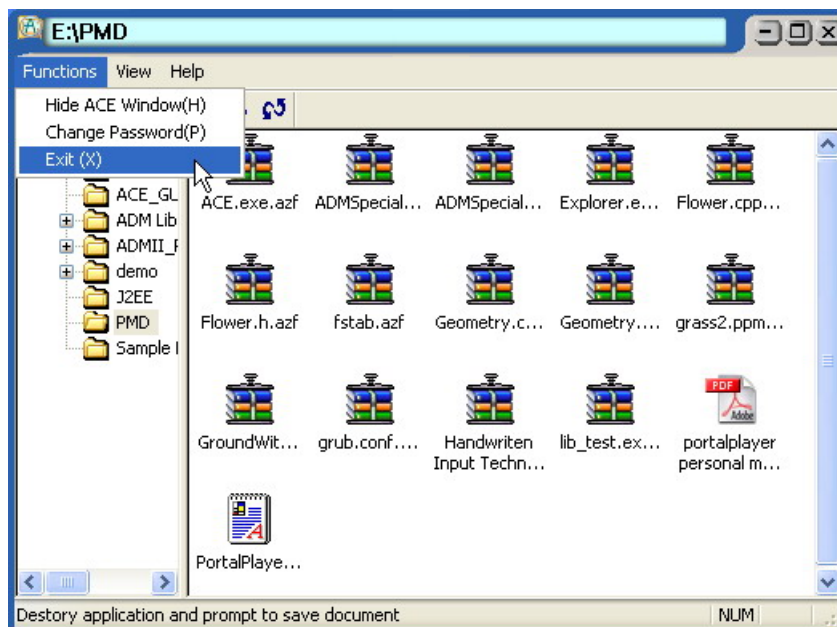 E:\PMD
Functions View Help
Hide ACE Window(H)
Change Password(P)
Exit (X)
ACE_GL
ADM Lib
ADMII_F
demo
J2EE
PMD
Sample
ACE.exe.azf ADMSpecial... ADMSpecial... Explorer.e... Flower.cpp...
Flower.h.azf fstab.azf Geometry.c... Geometry.... grass2.ppm...
GroundWit... grub.conf.... Handwriten Input Techn... lib_test.ex... portalplayer personal m...
PDF
Adobe
PortalPlaye...
Destory application and prompt to save document NUM